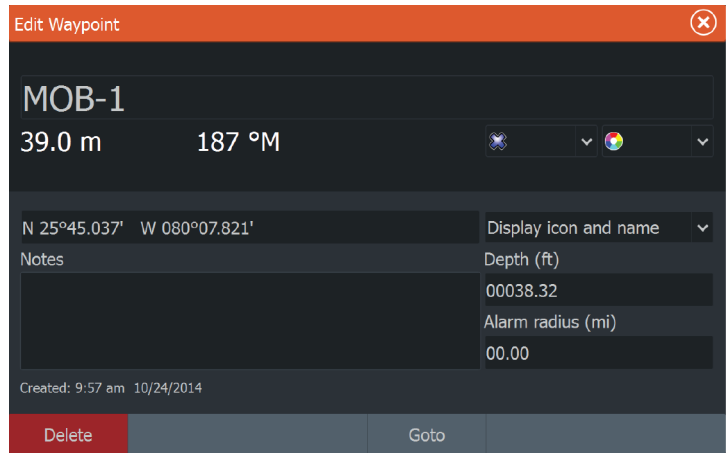 Edit Waypoint
MOB-1
39.0 m 187 °M
N 25°45.037' W 080°07.821' Display icon and name
Notes Depth (ft)
00038.32
Alarm radius (mi)
00.00
Created: 9:57 am 10/24/2014
Delete Goto